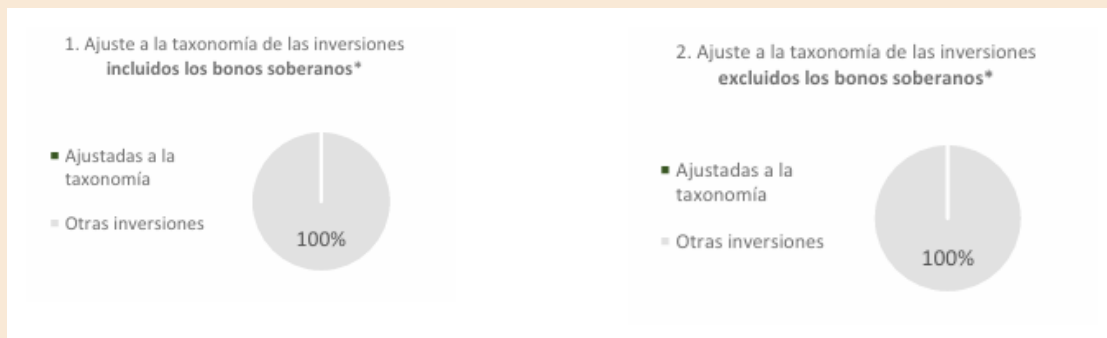 1. Ajuste a la taxonomía de las inversiones
incluidos los bonos soberanos*
Ajustadas a la
taxonomía
Otras inversiones
100%
2. Ajuste a la taxonomía de las inversiones
excluidos los bonos soberanos*
Ajustadas a la
taxonomía
Otras inversiones
100%